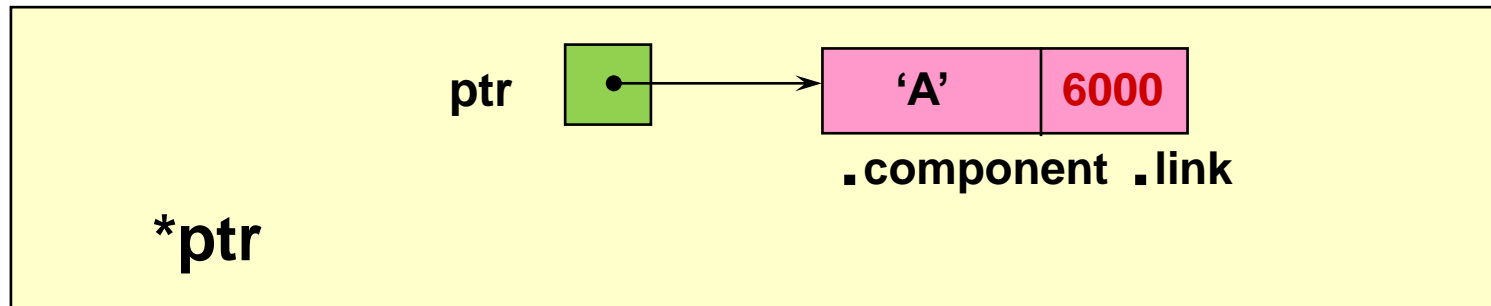 ptr ‘A’ 6000
.component .link
*ptr